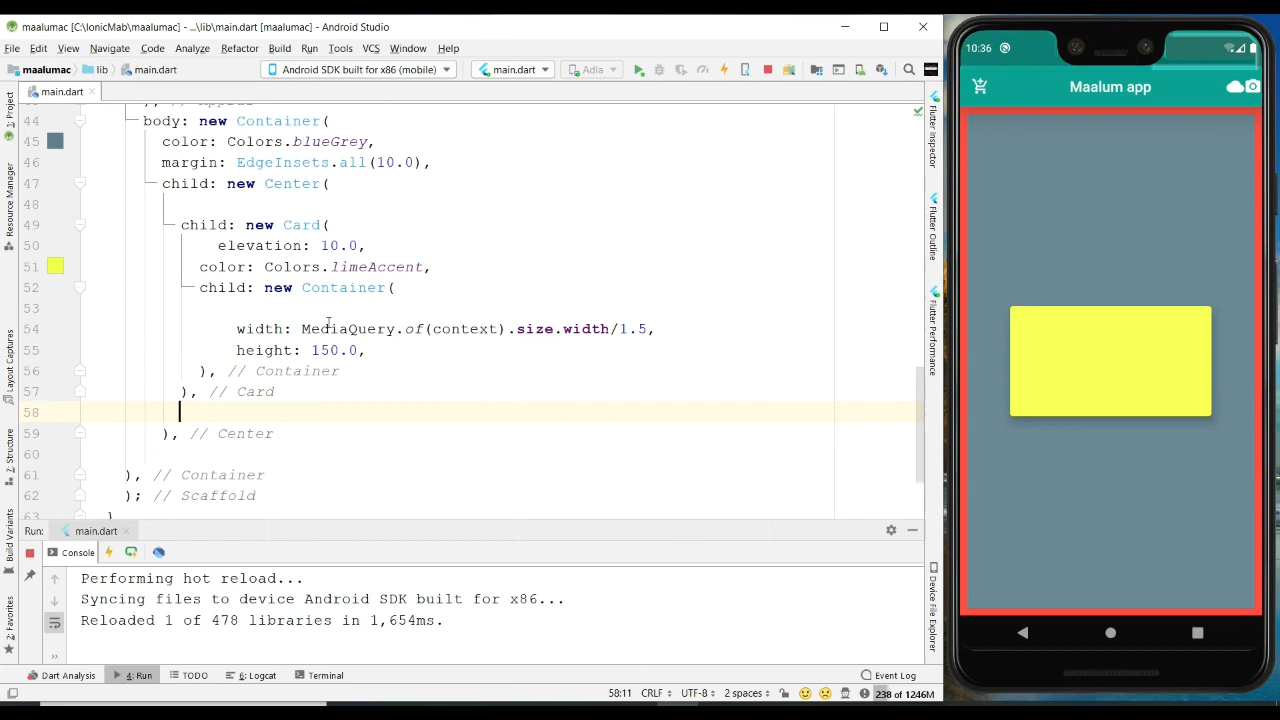 maalumac [C:\IonicMab\maalumac] - ...\lib\main.dart [maalumac] - Android Studio
File Edit View Navigate Code Analyze Refactor Build Run Tools VCS Window Help
maalumac lib main.dart Android SDK built for x86 (mobile) main.dart Adla
main.dart
44 body: new Container(
45 color: Colors.blueGrey,
46 margin: EdgeInsets.all(10.0),
47 child: new Center(
48
49 child: new Card(
50 elevation: 10.0,
51 color: Colors.limeAccent,
52 child: new Container(
53
54 width: MediaQuery.of(context).size.width/1.5,
55 height: 150.0,
56 ), // Container
57 ), // Card
58
59 ), // Center
60
61 ), // Container
62 ); // Scaffold
63 }
Run: main.dart
Console
Performing hot reload...
Syncing files to device Android SDK built for x86...
Reloaded 1 of 478 libraries in 1,654ms.
Dart Analysis 4: Run TODO 6: Logcat Terminal Event Log
58:11 CRLF UTF-8 2 spaces 238 of 1246M
1: Project
Resource Manager
Layout Captures
7: Structure
Build Variants
2: Favorites
Flutter Inspector
Flutter Outline
Flutter Performance
Device File Explorer
10:36
Maalum app